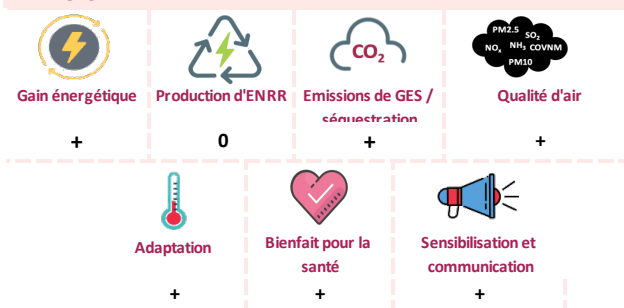 CO₂
PM2.5 SO₂
NOₓ NH₃ COVNM
PM10
Gain énergétique
Production d'ENRR
Emissions de GES /
séquestration
Qualité d'air
+
0
+
+
Adaptation
Bienfait pour la
santé
Sensibilisation et
communication
+
+
+